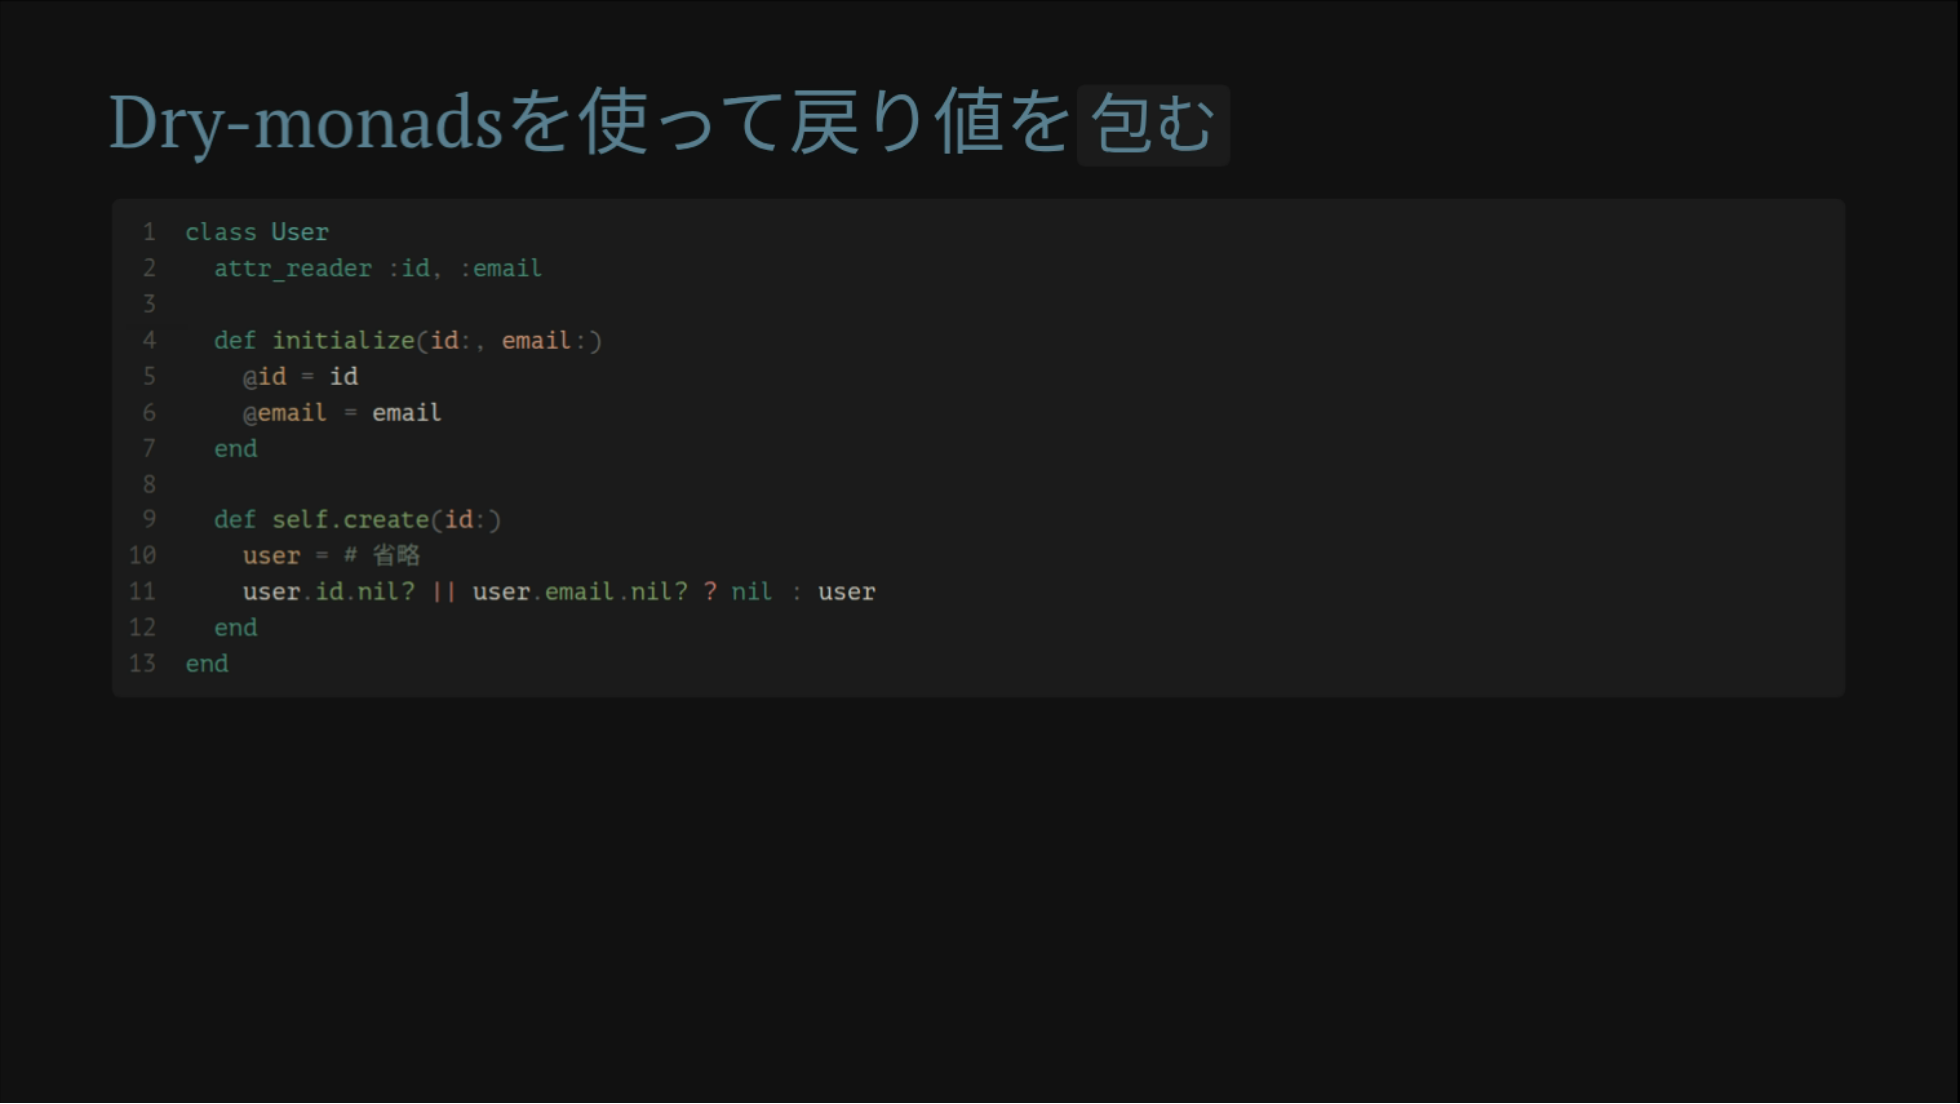 Dry-monadsを使って戻り値を包む
1 class User
2   attr_reader :id, :email
3
4   def initialize(id:, email:)
5     @id = id
6     @email = email
7   end
8
9   def self.create(id:)
10     user = # 省略
11     user.id.nil? || user.email.nil? ? nil : user
12   end
13 end